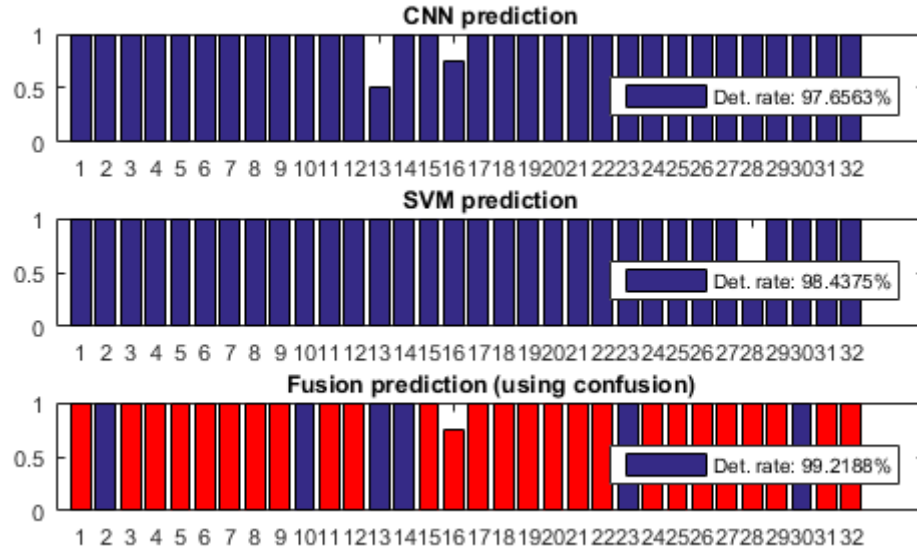 CNN prediction
1
0.5
0
Det. rate: 97.6563%
1 2 3 4 5 6 7 8 9 10 11 12 13 14 15 16 17 18 19 20 21 22 23 24 25 26 27 28 29 30 31 32
SVM prediction
1
0.5
0
Det. rate: 98.4375%
1 2 3 4 5 6 7 8 9 10 11 12 13 14 15 16 17 18 19 20 21 22 23 24 25 26 27 28 29 30 31 32
Fusion prediction (using confusion)
1
0.5
0
Det. rate: 99.2188%
1 2 3 4 5 6 7 8 9 10 11 12 13 14 15 16 17 18 19 20 21 22 23 24 25 26 27 28 29 30 31 32